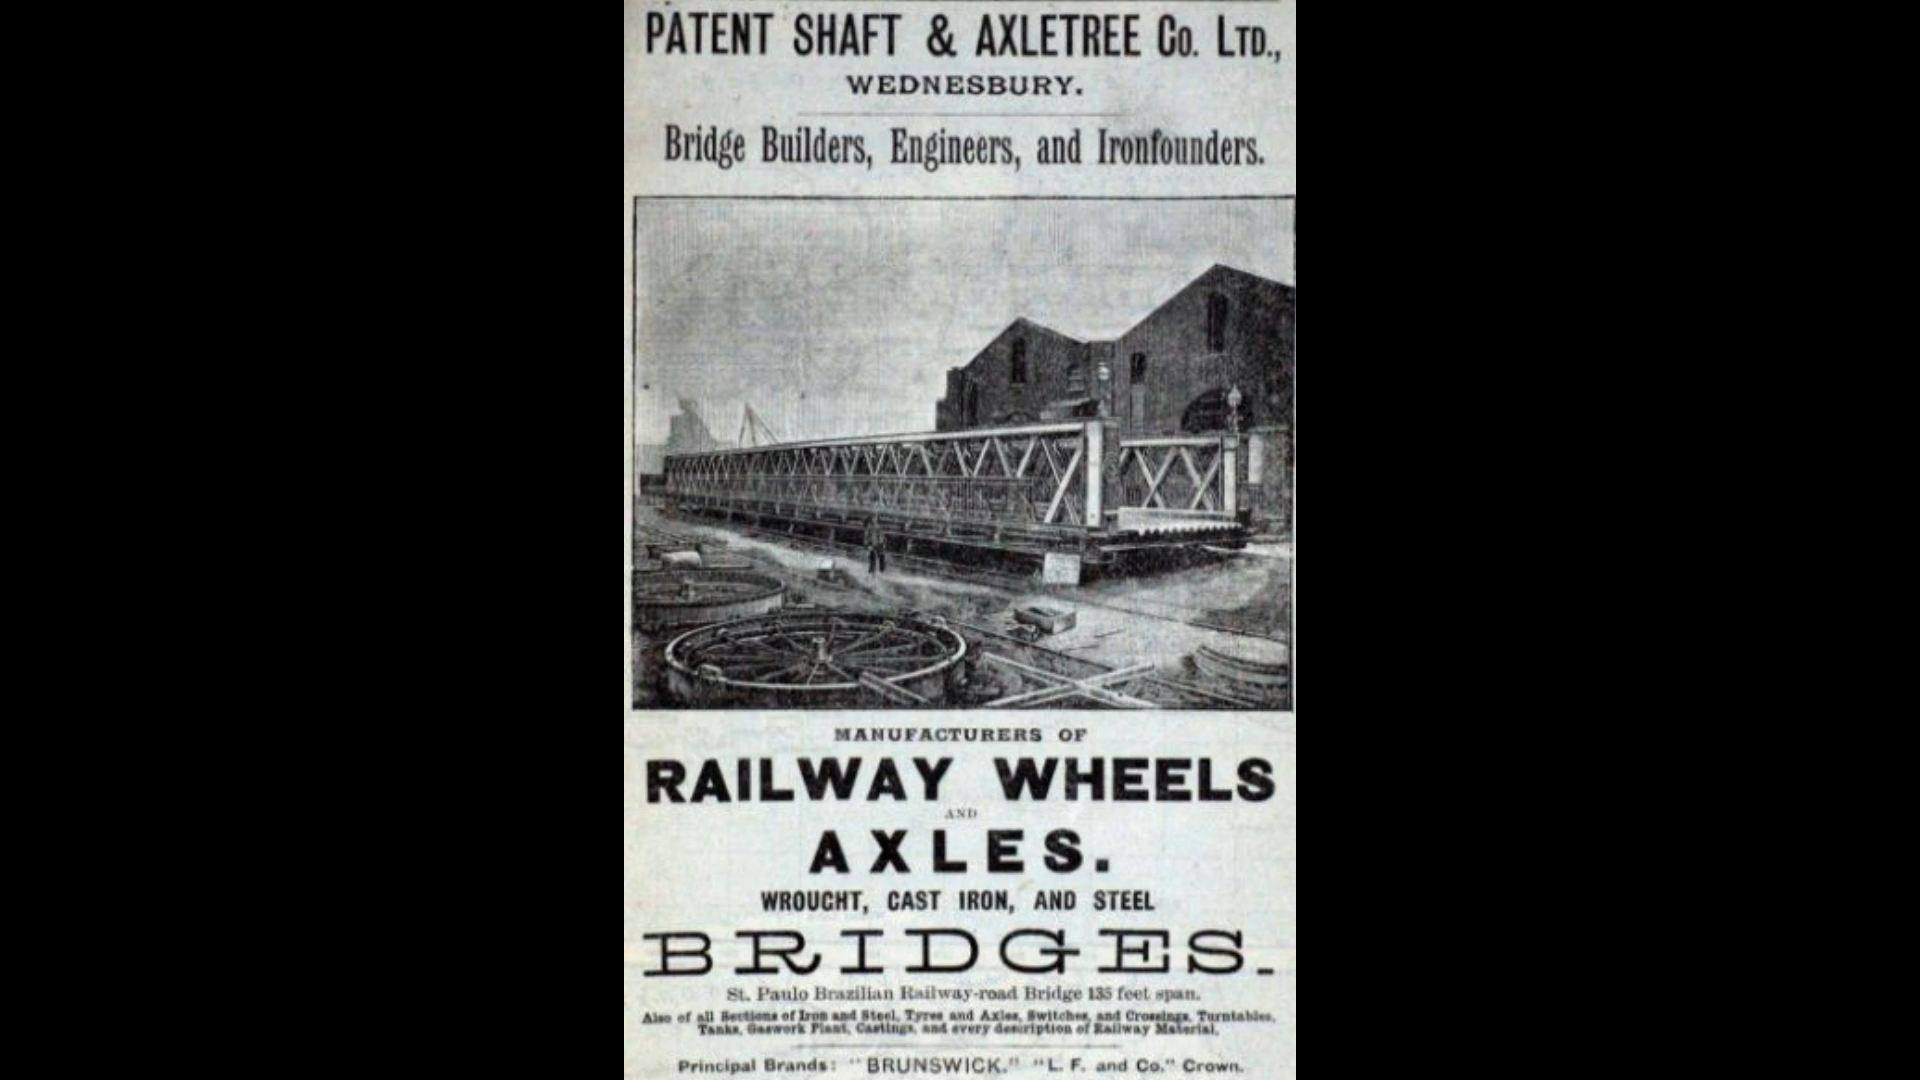 PATENT SHAFT & AXLETREE Co. LTD.,
WEDNESBURY.
Bridge Builders, Engineers, and Ironfounders.
MANUFACTURERS OF
RAILWAY WHEELS
AND
AXLES.
WROUGHT, CAST IRON, AND STEEL
BRIDGES.
St. Paulo Brazilian Railway-road Bridge 135 feet span.
Also of all Sections of Iron and Steel, Tyres and Axles, Switches, and Crossings, Turntables,
Tanks, Gaswork Plant, Castings, and every description of Railway Material.
Principal Brands: "BRUNSWICK." "L. F. and Co." Crown.